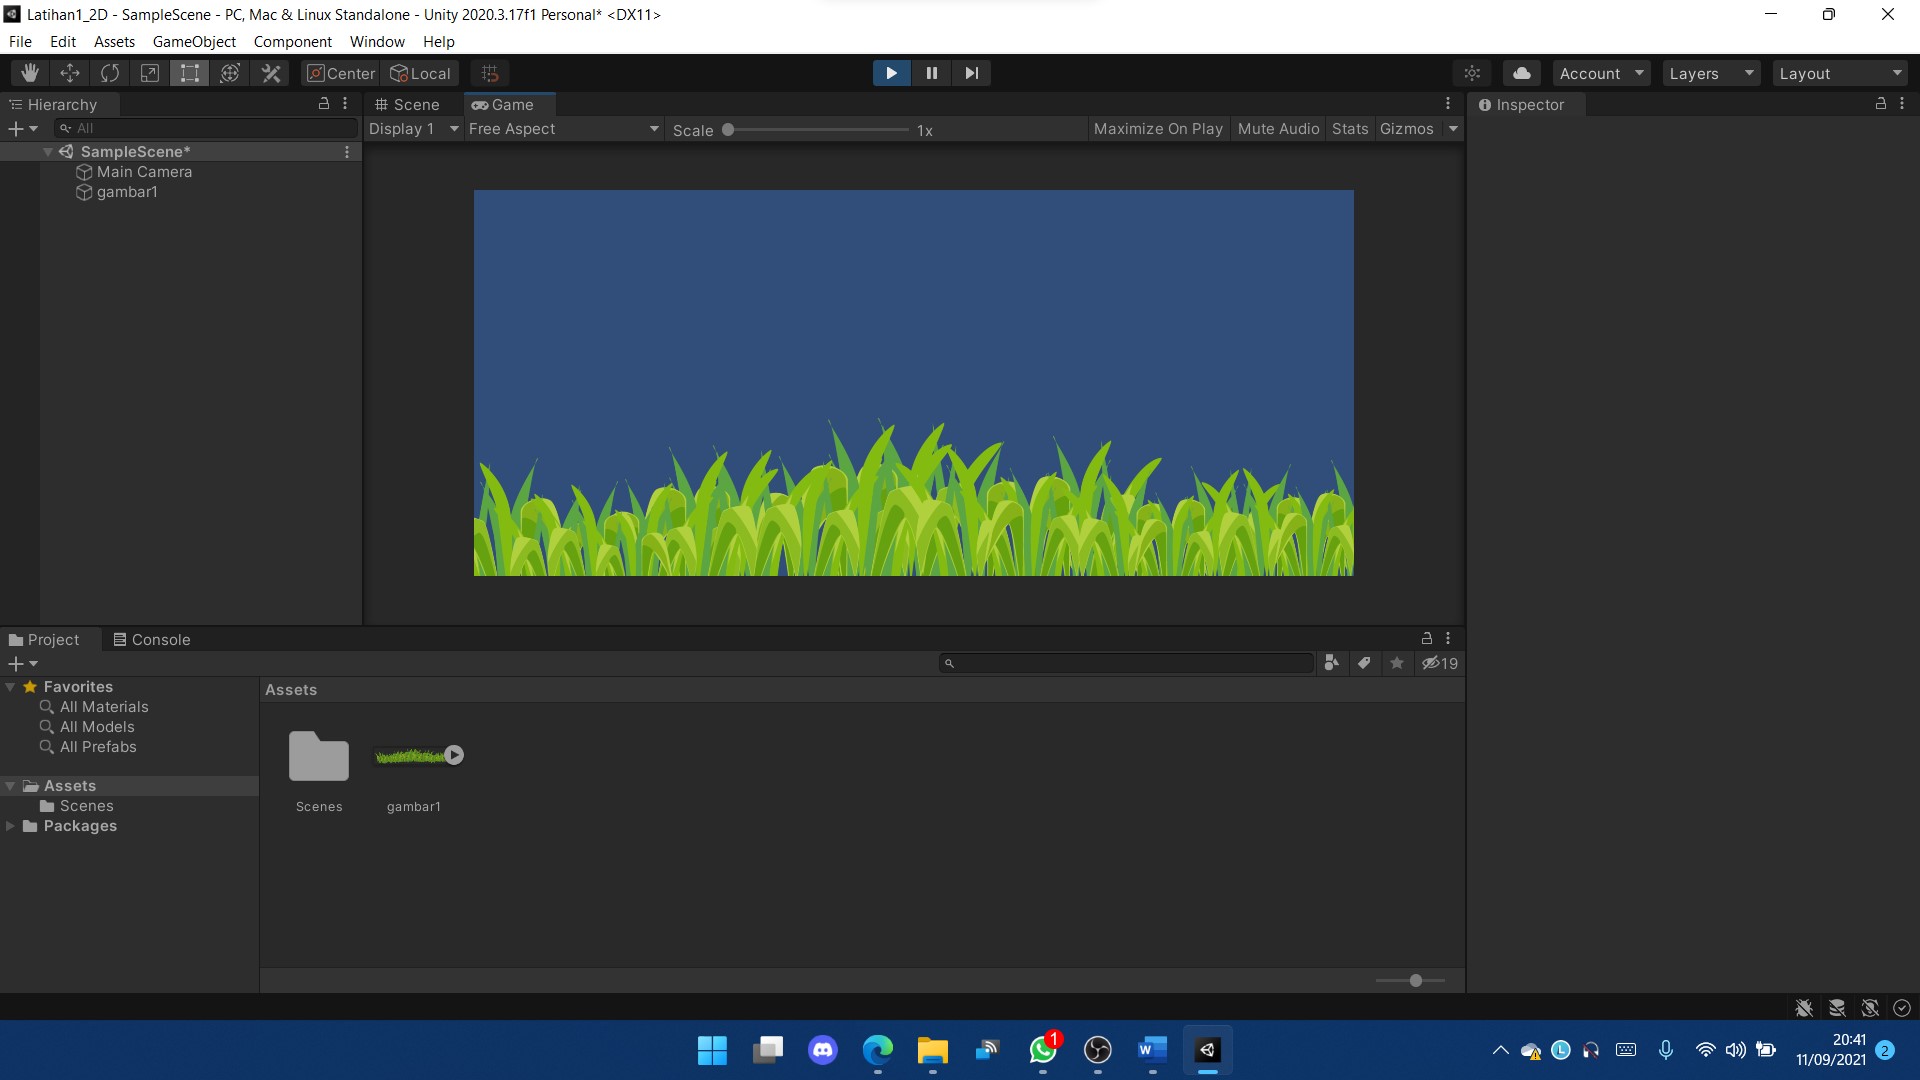 Latihan1_2D - SampleScene - PC, Mac & Linux Standalone - Unity 2020.3.17f1 Personal* <DX11>
File Edit Assets GameObject Component Window Help
Center Local Account Layers Layout
Hierarchy
All
SampleScene*
Main Camera
gambar1
Scene Game
Display 1 Free Aspect Scale 1x Maximize On Play Mute Audio Stats Gizmos
Inspector
Project Console
19
Favorites
All Materials
All Models
All Prefabs
Assets
Scenes
Packages
Assets
Scenes gambar1
1
W
L
20:41
11/09/2021
2